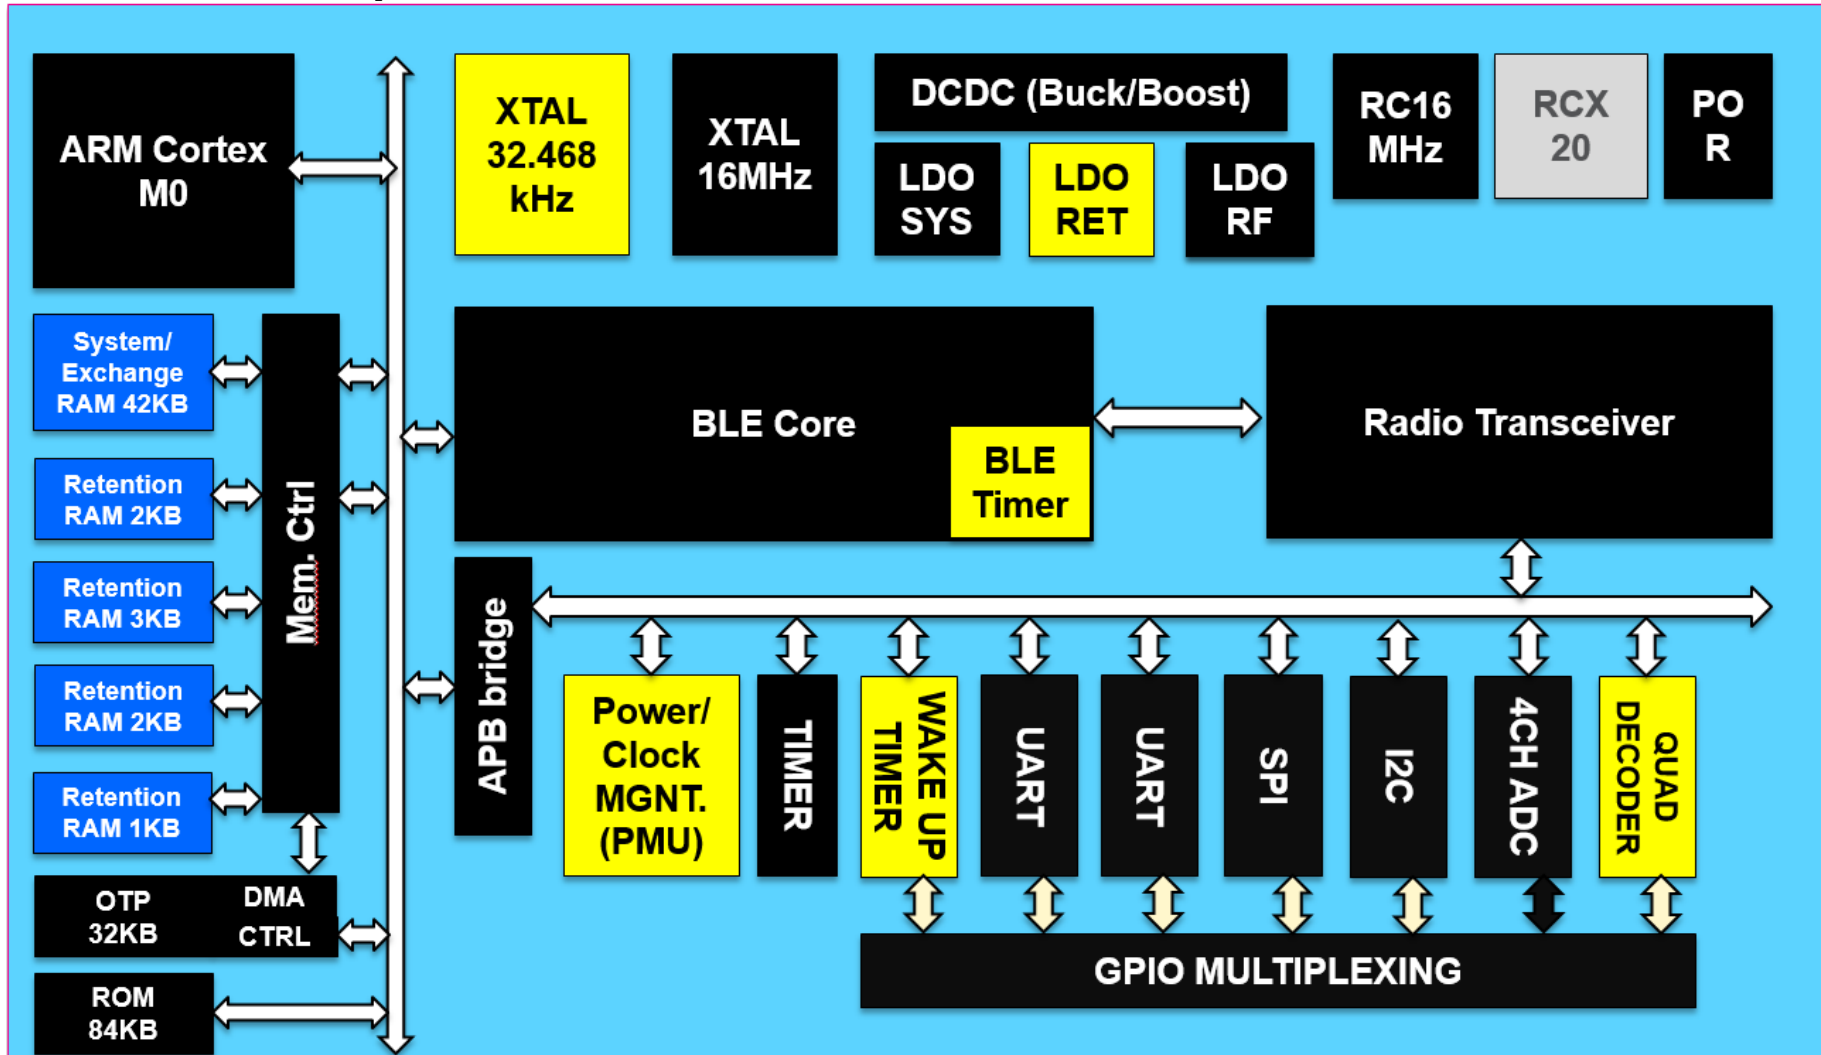 ARM Cortex
M0
XTAL
32.468
kHz
XTAL
16MHz
DCDC (Buck/Boost)
LDO
SYS
LDO
RET
LDO
RF
RC16
MHz
RCX
20
PO
R
System/
Exchange
RAM 42KB
Retention
RAM 2KB
Retention
RAM 3KB
Retention
RAM 2KB
Retention
RAM 1KB
Mem. Ctrl
BLE Core
BLE
Timer
Radio Transceiver
APB bridge
Power/
Clock
MGNT.
(PMU)
TIMER
WAKE UP
TIMER
UART
UART
SPI
I2C
4CH ADC
QUAD
DECODER
OTP
32KB
DMA
CTRL
ROM
84KB
GPIO MULTIPLEXING